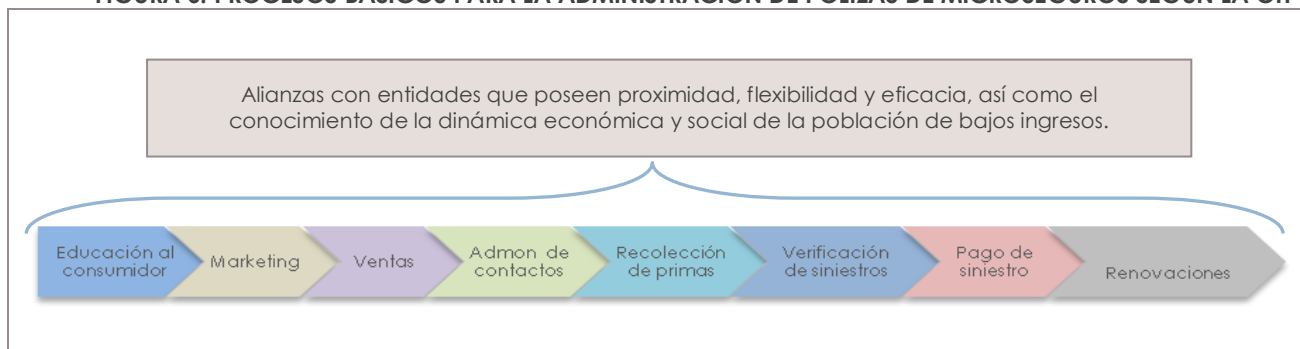 Alianzas con entidades que poseen proximidad, flexibilidad y eficacia, así como el
conocimiento de la dinámica económica y social de la población de bajos ingresos.
Educación al
consumidor
Marketing
Ventas
Admon de
contactos
Recolección
de primas
Verificación
de siniestros
Pago de
siniestro
Renovaciones